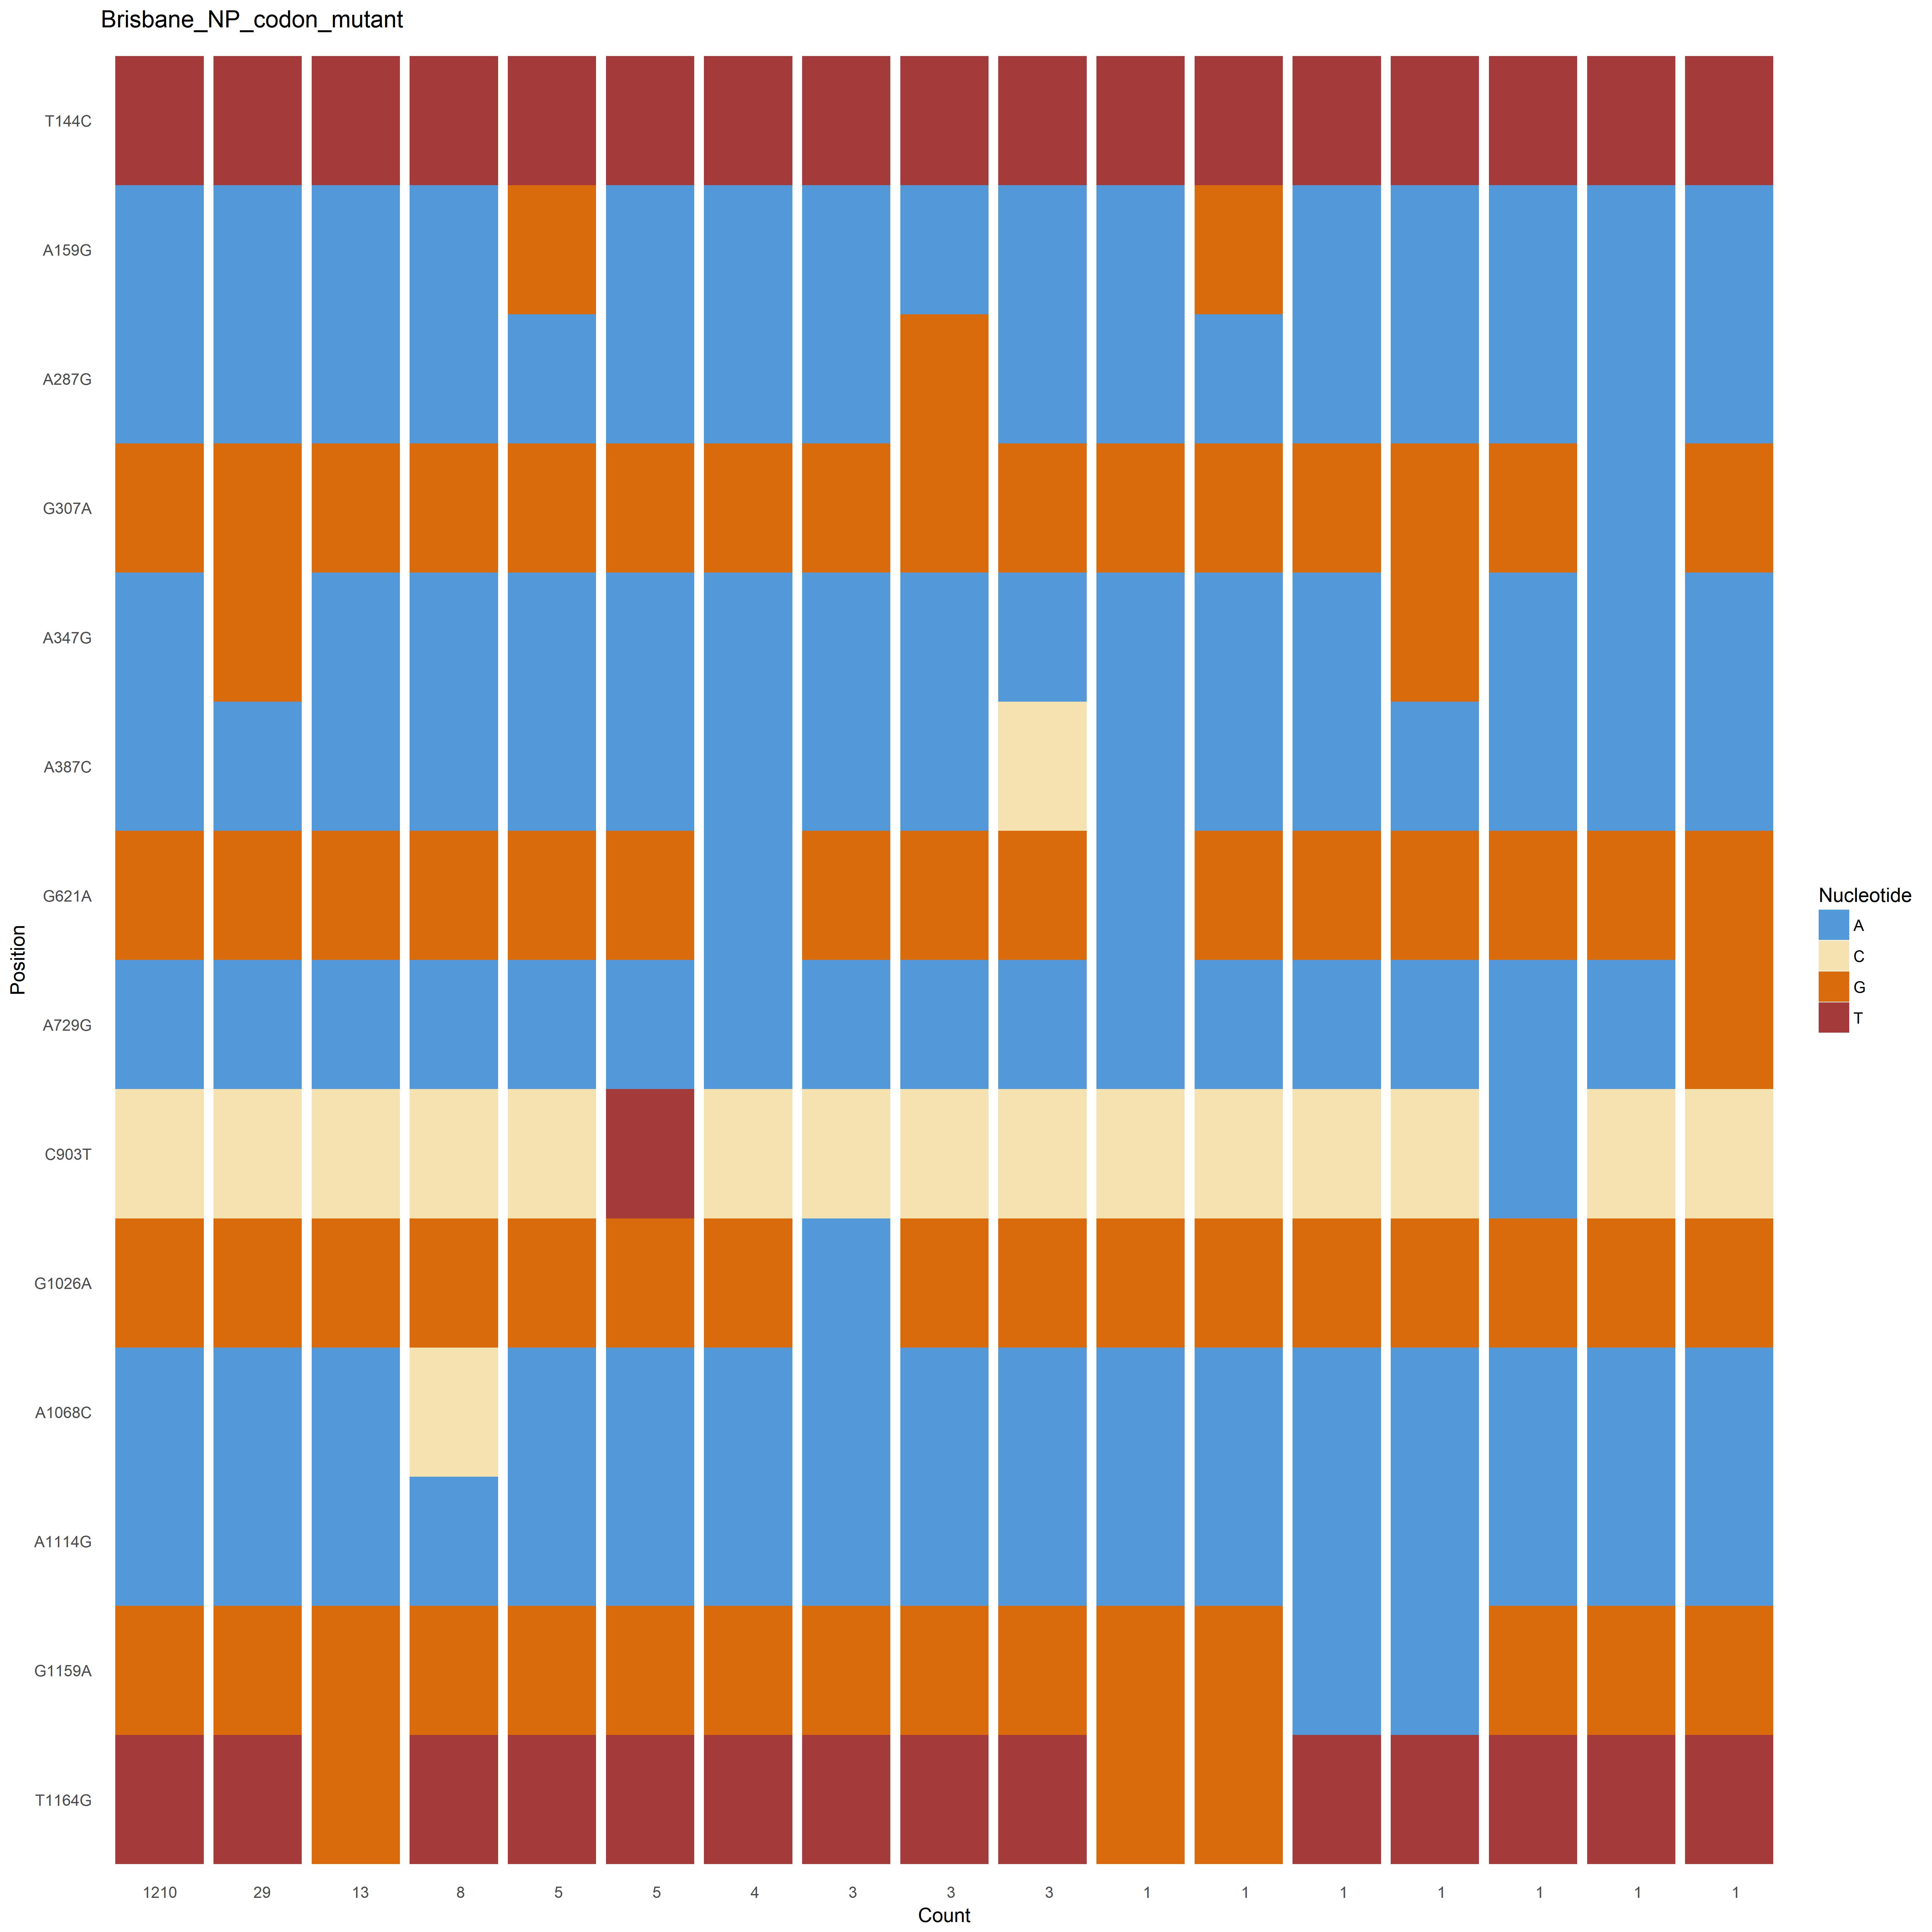 Brisbane_NP_codon_mutant
T144C
A159G
A287G
G307A
A347G
A387C
G621A
A729G
C903T
G1026A
A1068C
A1114G
G1159A
T1164G
Position
1210 29 13 8 5 5 4 3 3 3 1 1 1 1 1 1 1
Count
Nucleotide
A
C
G
T